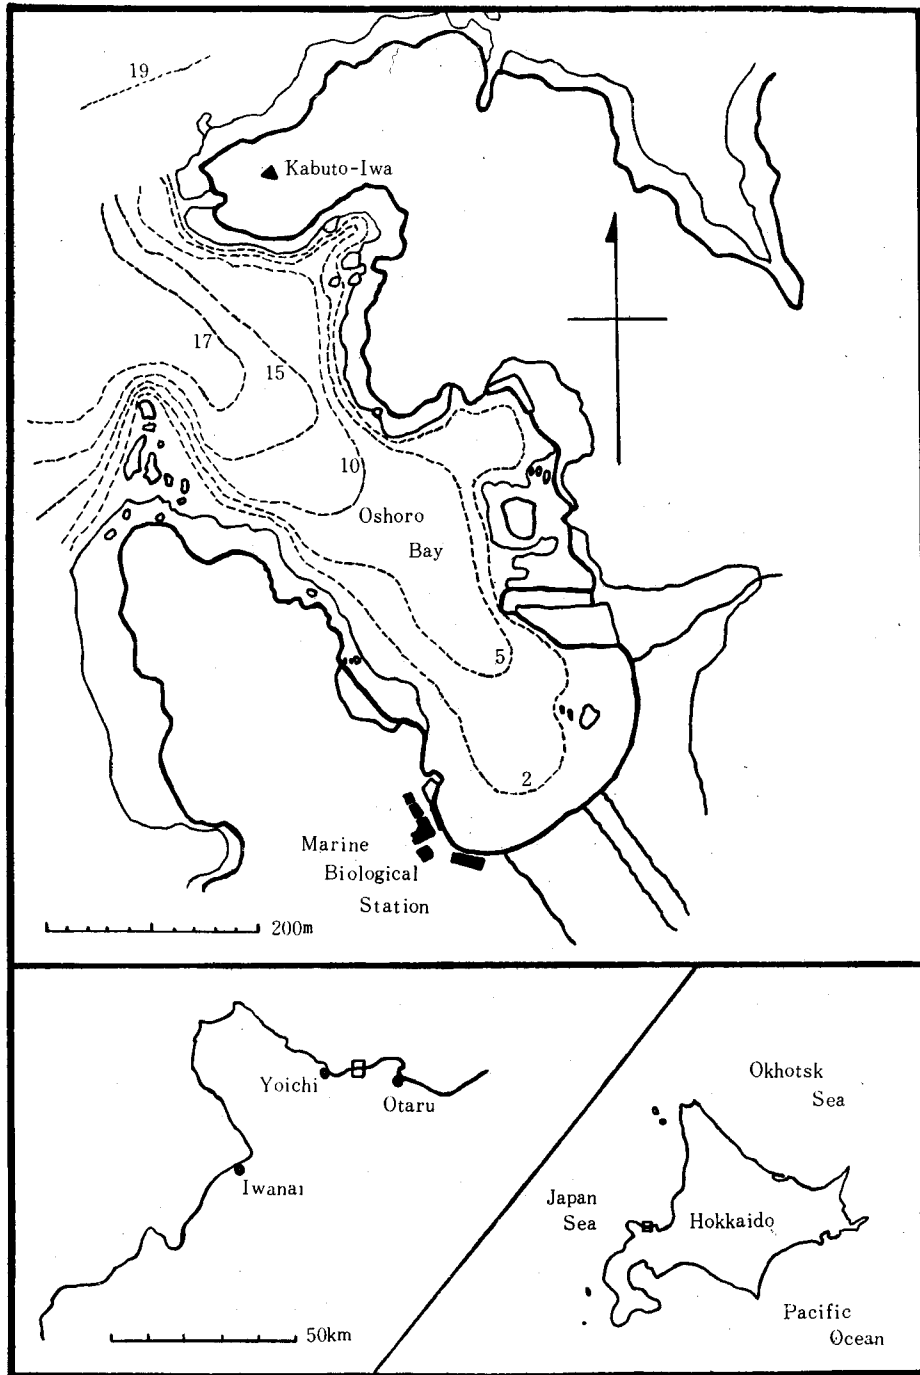 19
Kabuto-Iwa
17
15
10
Oshoro
Bay
5
2
Marine
Biological
Station
200m
Yoichi
Otaru
Iwanai
50km
Okhotsk
Sea
Japan
Sea
Hokkaido
Pacific
Ocean